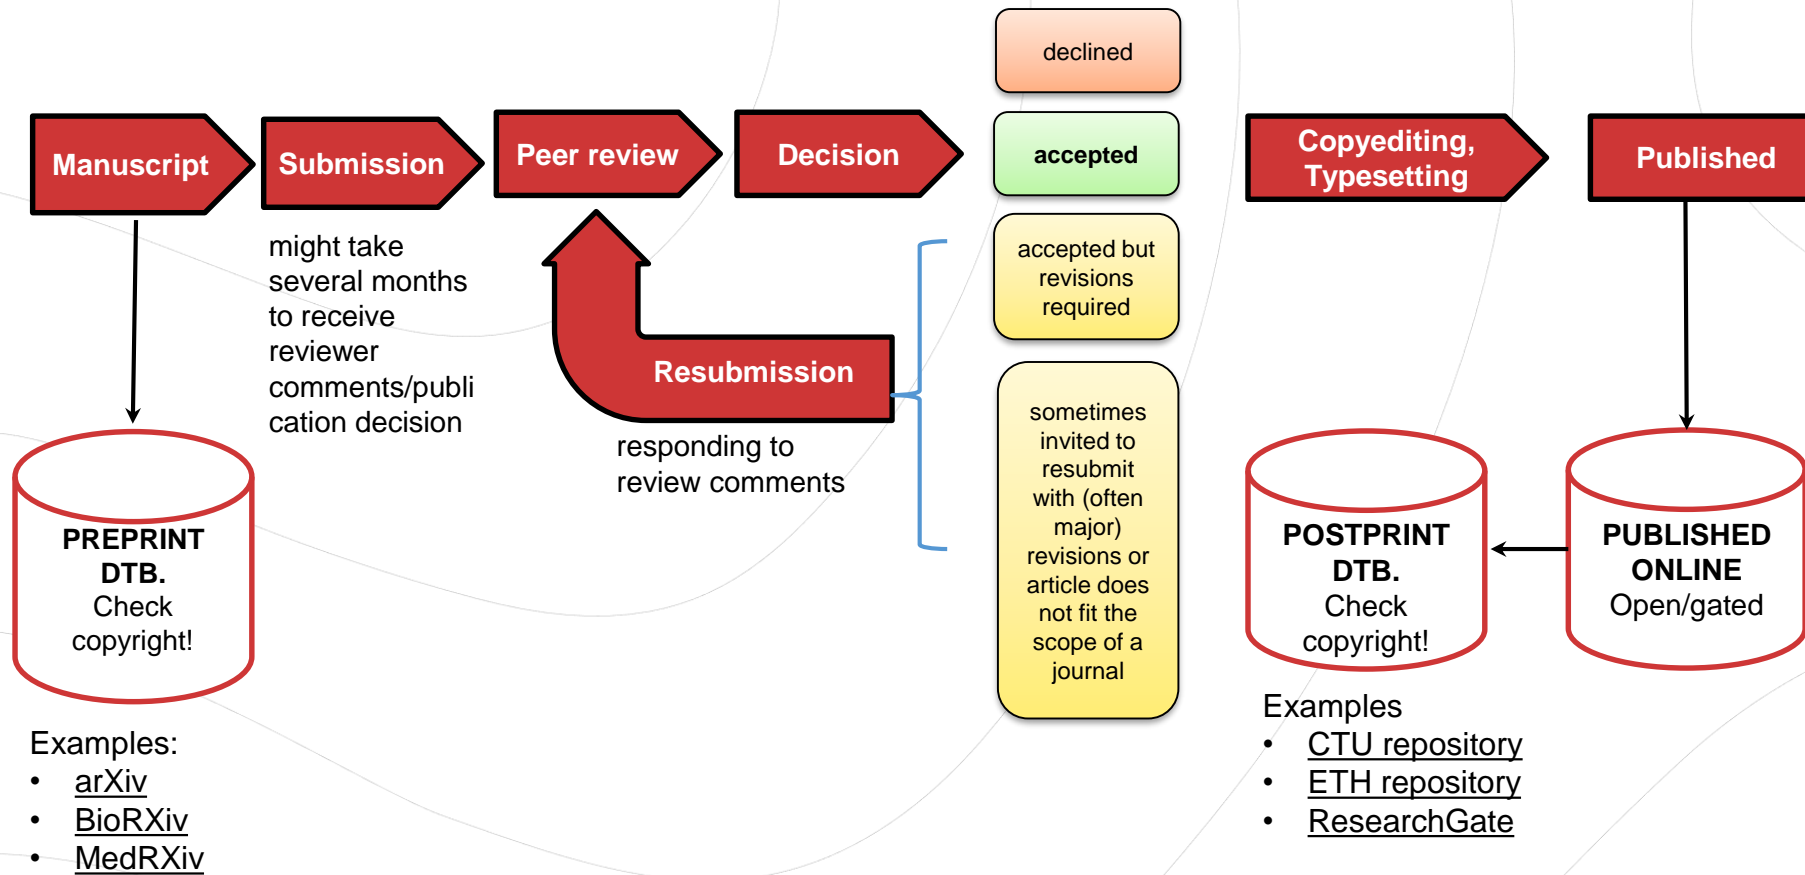 declined
Manuscript
Submission
Peer review
Decision
accepted
Copyediting,
Typesetting
Published
might take
several months
to receive
reviewer
comments/publi
cation decision
accepted but
revisions
required
Resubmission
responding to
review comments
sometimes
invited to
resubmit
with (often
major)
revisions or
article does
not fit the
scope of a
journal
PREPRINT
DTB.
Check
copyright!
POSTPRINT
DTB.
Check
copyright!
PUBLISHED
ONLINE
Open/gated
Examples:
• arXiv
• BioRXiv
• MedRXiv
Examples
• CTU repository
• ETH repository
• ResearchGate